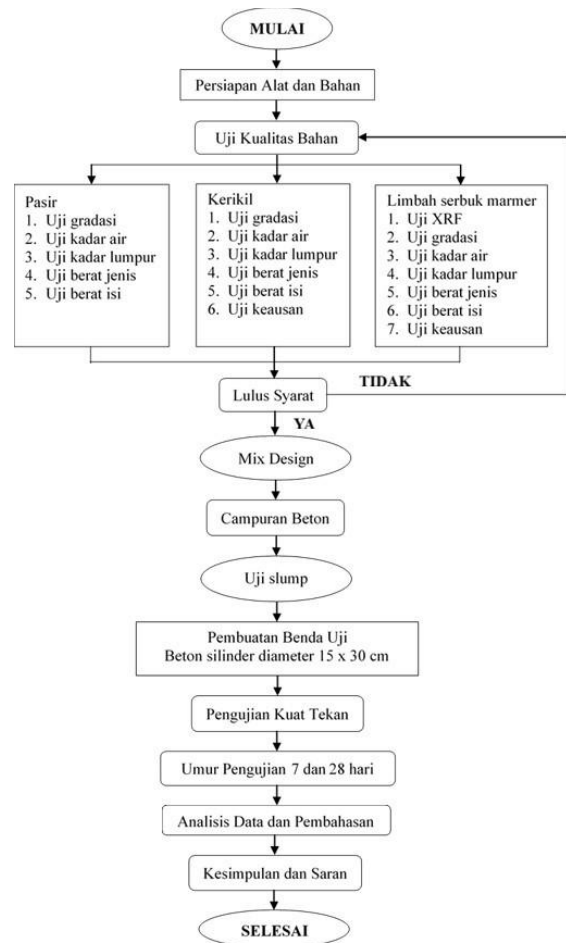 MULAI
Persiapan Alat dan Bahan
Uji Kualitas Bahan
Pasir
1. Uji gradasi
2. Uji kadar air
3. Uji kadar lumpur
4. Uji berat jenis
5. Uji berat isi
Kerikil
1. Uji gradasi
2. Uji kadar air
3. Uji kadar lumpur
4. Uji berat jenis
5. Uji berat isi
6. Uji keausan
Limbah serbuk marmer
1. Uji XRF
2. Uji gradasi
3. Uji kadar air
4. Uji kadar lumpur
5. Uji berat jenis
6. Uji berat isi
7. Uji keausan
TIDAK
Lulus Syarat
YA
Mix Design
Campuran Beton
Uji slump
Pembuatan Benda Uji
Beton silinder diameter 15 x 30 cm
Pengujian Kuat Tekan
Umur Pengujian 7 dan 28 hari
Analisis Data dan Pembahasan
Kesimpulan dan Saran
SELESAI